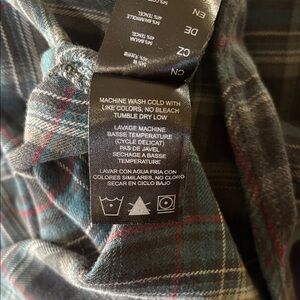 EN
DE
CZ
CN
MACHINE WASH COLD WITH
LIKE COLORS, NO BLEACH
TUMBLE DRY LOW
LAVAGE MACHINE
BASSE TEMPERATURE
(CYCLE DELICAT)
PAS DE JAVEL
SECHAGE A BASSE
TEMPERATURE
LAVAR CON AGUA FRIA CON
COLORES SIMILARES, NO CLORO
SECAR EN CICLO BAJO